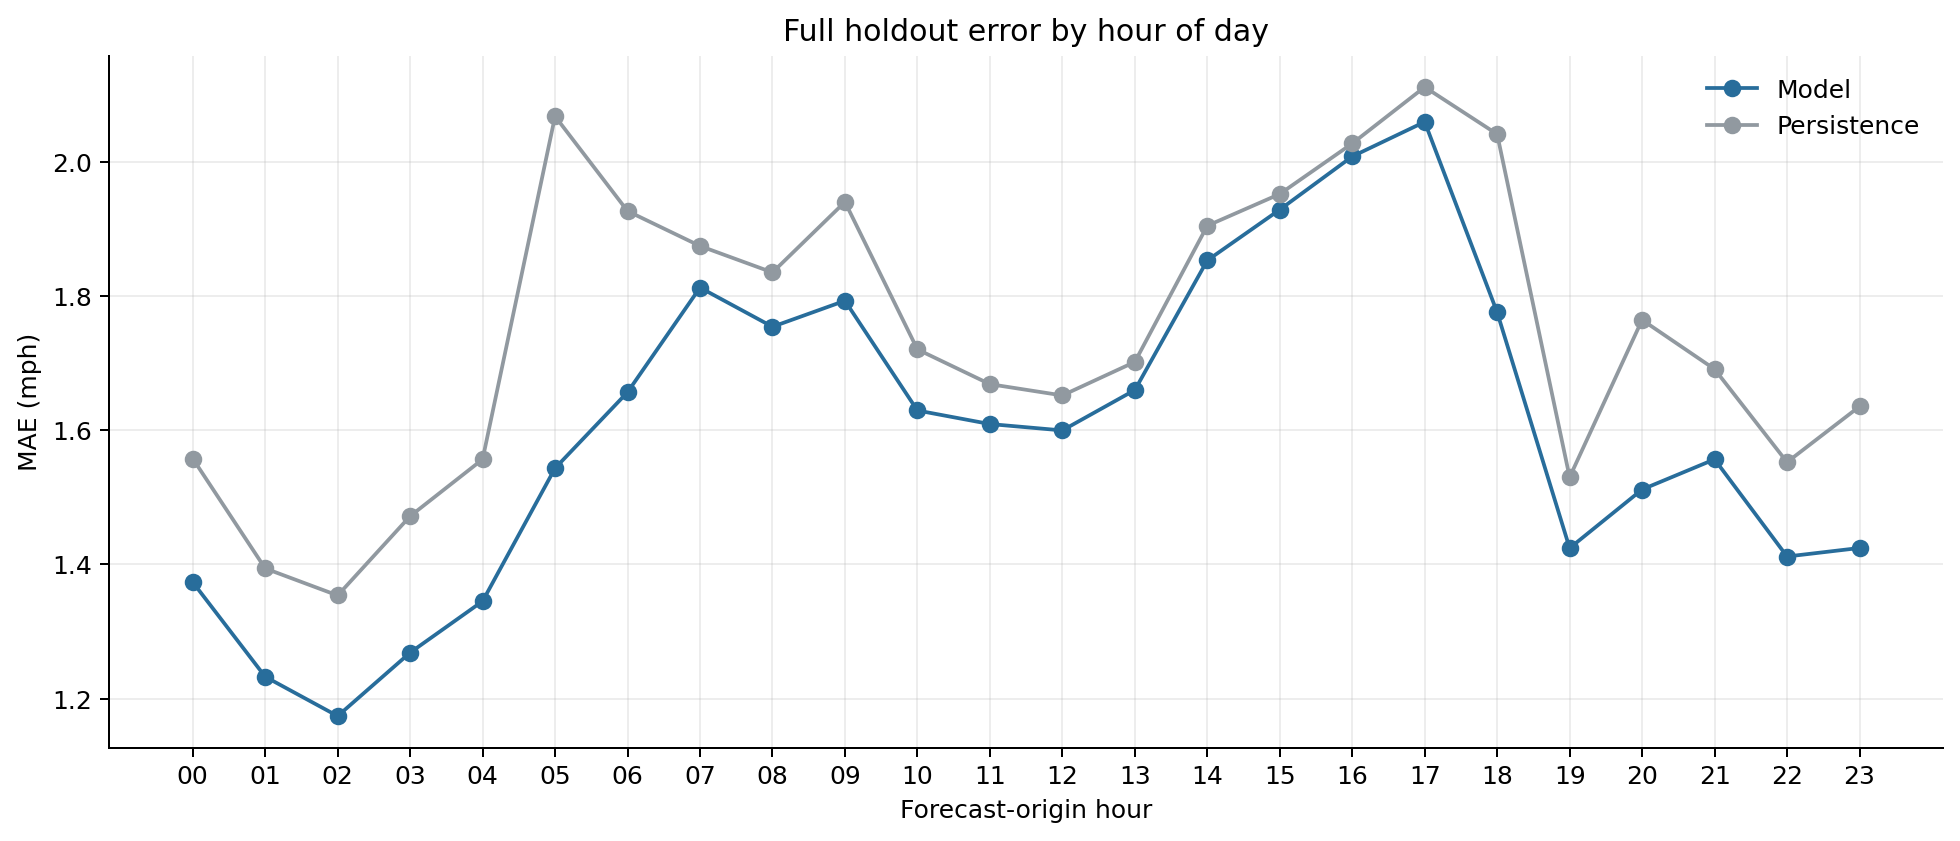 Full holdout error by hour of day
Model
Persistence
MAE (mph)
2.0
1.8
1.6
1.4
1.2
00 01 02 03 04 05 06 07 08 09 10 11 12 13 14 15 16 17 18 19 20 21 22 23
Forecast-origin hour